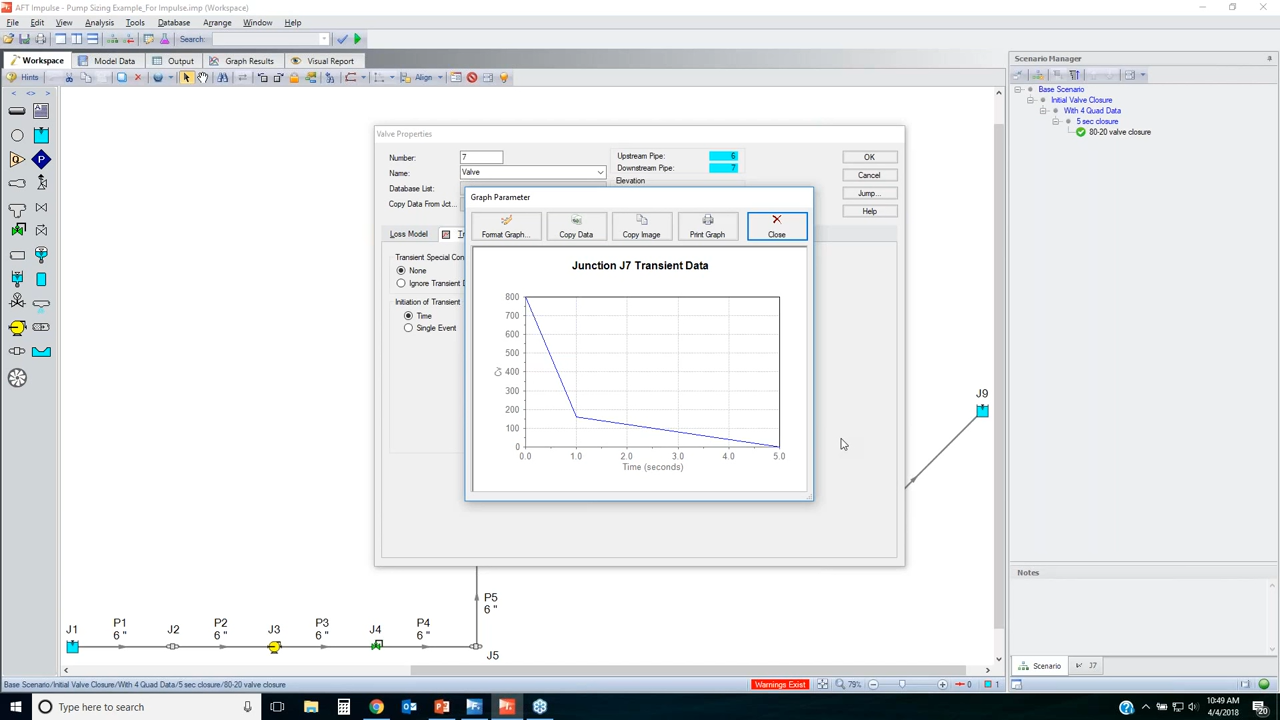 AFT Impulse - Pump Sizing Example_For Impulse.imp (Workspace)
File Edit View Analysis Tools Database Arrange Window Help
Search:
Workspace Model Data Output Graph Results Visual Report
Hints Align
Scenario Manager
Base Scenario
Initial Valve Closure
With 4 Quad Data
5 sec closure
80-20 valve closure
Valve Properties
Number: 7
Name: Valve
Database List:
Copy Data From Jct...
Upstream Pipe: 6
Downstream Pipe: 7
Elevation
OK
Cancel
Jump...
Help
Loss Model
Transient Special Con
None
Ignore Transient D
Initiation of Transient
Time
Single Event
Graph Parameter
Format Graph... Copy Data Copy Image Print Graph Close
Junction J7 Transient Data
Cv
800
700
600
500
400
300
200
100
0
0.0 1.0 2.0 3.0 4.0 5.0
Time (seconds)
J9
P5
6 "
J1 P1 J2 P2 J3 P3 J4 P4
6 " 6 " 6 " 6 "
J5
Notes
Scenario J7
Base Scenario/Initial Valve Closure/With 4 Quad Data/5 sec closure/80-20 valve closure
Warnings Exist 79% 0 1
Type here to search
10:49 AM
4/4/2018
20